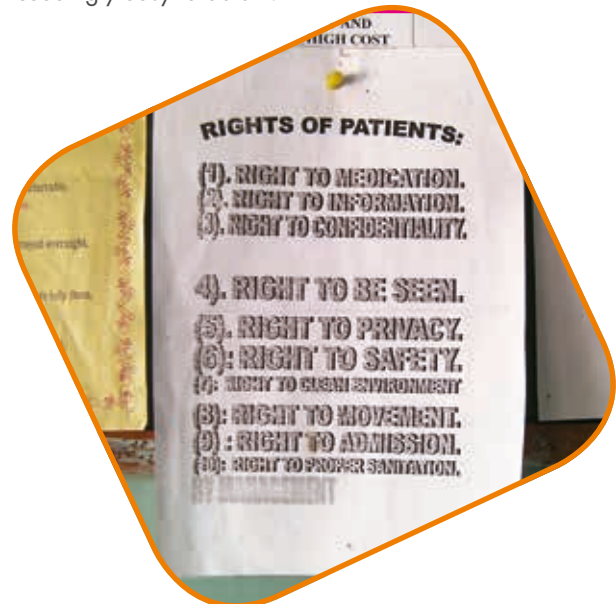 AND
HIGH COST
RIGHTS OF PATIENTS:
(1). RIGHT TO MEDICATION.
(2). RIGHT TO INFORMATION.
(3). RIGHT TO CONFIDENTIALITY.
4). RIGHT TO BE SEEN.
(5). RIGHT TO PRIVACY.
(6): RIGHT TO SAFETY.
(7): RIGHT TO CLEAN ENVIRONMENT
(8): RIGHT TO MOVEMENT.
(9) : RIGHT TO ADMISSION.
(10): RIGHT TO PROPER SANITATION.
BY MANAGEMENT